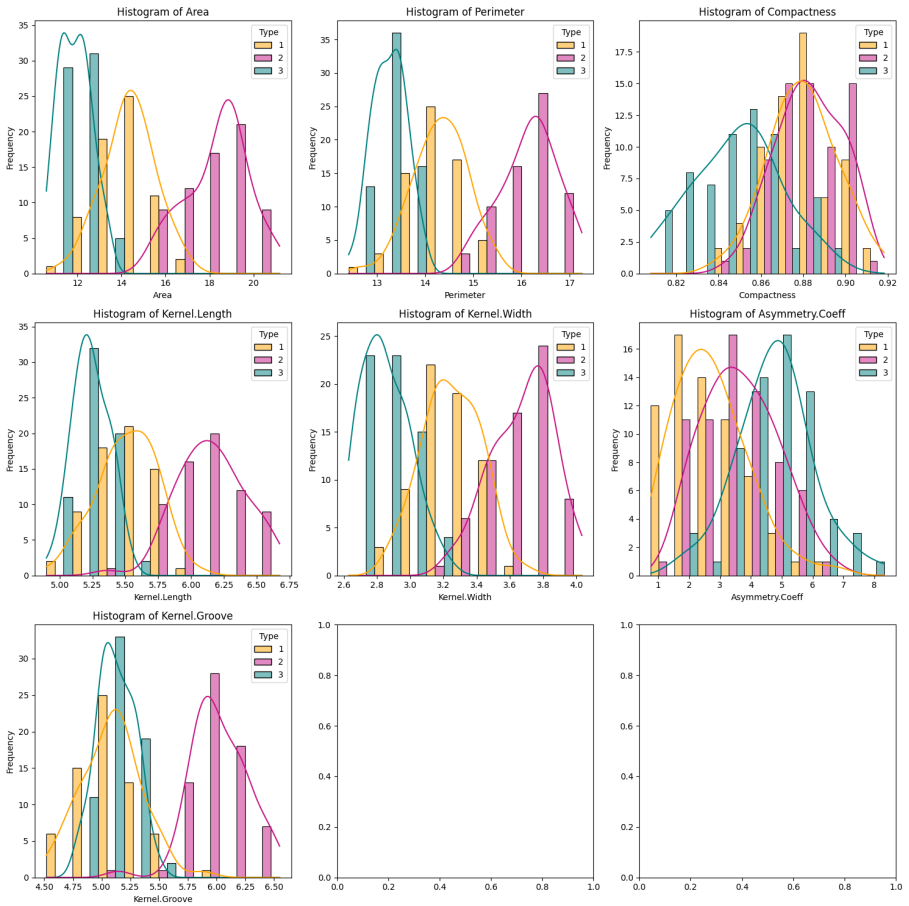 Histogram of Area
Frequency
35
30
25
20
15
10
5
0
12 14 16 18 20
Area
Type
1
2
3
Histogram of Perimeter
Frequency
35
30
25
20
15
10
5
0
13 14 15 16 17
Perimeter
Type
1
2
3
Histogram of Compactness
Frequency
17.5
15.0
12.5
10.0
7.5
5.0
2.5
0.0
0.82 0.84 0.86 0.88 0.90 0.92
Compactness
Type
1
2
3
Histogram of Kernel.Length
Frequency
35
30
25
20
15
10
5
0
5.00 5.25 5.50 5.75 6.00 6.25 6.50 6.75
Kernel.Length
Type
1
2
3
Histogram of Kernel.Width
Frequency
25
20
15
10
5
0
2.6 2.8 3.0 3.2 3.4 3.6 3.8 4.0
Kernel.Width
Type
1
2
3
Histogram of Asymmetry.Coeff
Frequency
16
14
12
10
8
6
4
2
0
1 2 3 4 5 6 7 8
Asymmetry.Coeff
Type
1
2
3
Histogram of Kernel.Groove
Frequency
30
25
20
15
10
5
0
4.50 4.75 5.00 5.25 5.50 5.75 6.00 6.25 6.50
Kernel.Groove
Type
1
2
3
1.0
0.8
0.6
0.4
0.2
0.0
0.0 0.2 0.4 0.6 0.8 1.0
1.0
0.8
0.6
0.4
0.2
0.0
0.0 0.2 0.4 0.6 0.8 1.0